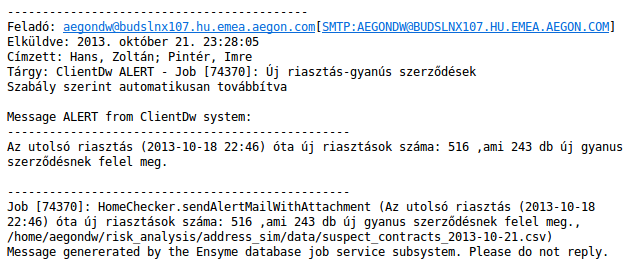 -------------------------------------------
Feladó: aegondw@budslnx107.hu.emea.aegon.com[SMTP:AEGONDW@BUDSLNX107.HU.EMEA.AEGON.COM]
Elküldve: 2013. október 21. 23:28:05
Címzett: Hans, Zoltán; Pintér, Imre
Tárgy: ClientDw ALERT - Job [74370]: Új riasztás-gyanús szerződések
Szabály szerint automatikusan továbbítva

Message ALERT from ClientDw system:
-------------------------------------------------
Az utolsó riasztás (2013-10-18 22:46) óta új riasztások száma: 516 ,ami 243 db új gyanus
szerződésnek felel meg.

-------------------------------------------------
Job [74370]: HomeChecker.sendAlertMailWithAttachment (Az utolsó riasztás (2013-10-18
22:46) óta új riasztások száma: 516 ,ami 243 db új gyanus szerződésnek felel meg.,
/home/aegondw/risk_analysis/address_sim/data/suspect_contracts_2013-10-21.csv)
Message genererated by the Ensyme database job service subsystem. Please do not reply.